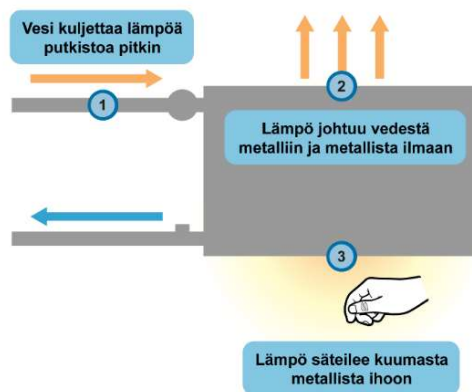 Vesi kuljettaa lämpöä
putkistoa pitkin
1
2
Lämpö johtuu vedestä
metalliin ja metallista ilmaan
3
Lämpö säteilee kuumasta
metallista ihoon